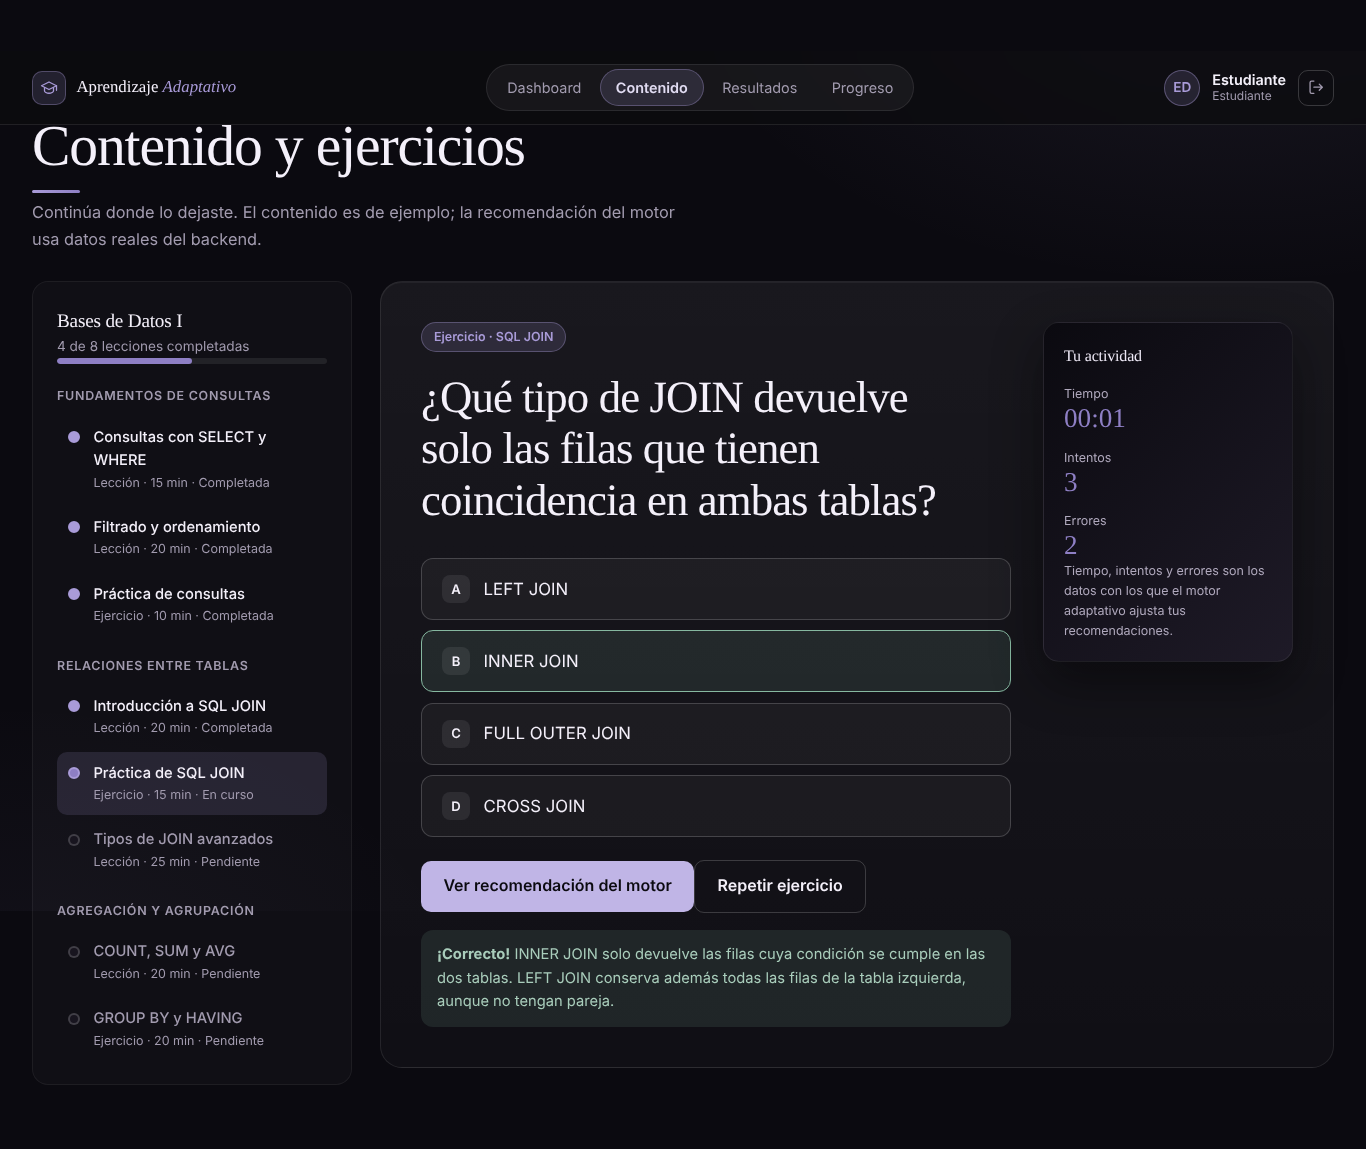 Aprendizaje Adaptativo
Dashboard
Contenido
Resultados
Progreso
ED
Estudiante
Estudiante
Contenido y ejercicios
Continúa donde lo dejaste. El contenido es de ejemplo; la recomendación del motor
usa datos reales del backend.
Bases de Datos I
4 de 8 lecciones completadas
FUNDAMENTOS DE CONSULTAS
Consultas con SELECT y
WHERE
Lección · 15 min · Completada
Filtrado y ordenamiento
Lección · 20 min · Completada
Práctica de consultas
Ejercicio · 10 min · Completada
RELACIONES ENTRE TABLAS
Introducción a SQL JOIN
Lección · 20 min · Completada
Práctica de SQL JOIN
Ejercicio · 15 min · En curso
Tipos de JOIN avanzados
Lección · 25 min · Pendiente
AGREGACIÓN Y AGRUPACIÓN
COUNT, SUM y AVG
Lección · 20 min · Pendiente
GROUP BY y HAVING
Ejercicio · 20 min · Pendiente
Ejercicio · SQL JOIN
¿Qué tipo de JOIN devuelve
solo las filas que tienen
coincidencia en ambas tablas?
A LEFT JOIN
B INNER JOIN
C FULL OUTER JOIN
D CROSS JOIN
Ver recomendación del motor
Repetir ejercicio
¡Correcto! INNER JOIN solo devuelve las filas cuya condición se cumple en las
dos tablas. LEFT JOIN conserva además todas las filas de la tabla izquierda,
aunque no tengan pareja.
Tu actividad
Tiempo
00:01
Intentos
3
Errores
2
Tiempo, intentos y errores son los
datos con los que el motor
adaptativo ajusta tus
recomendaciones.